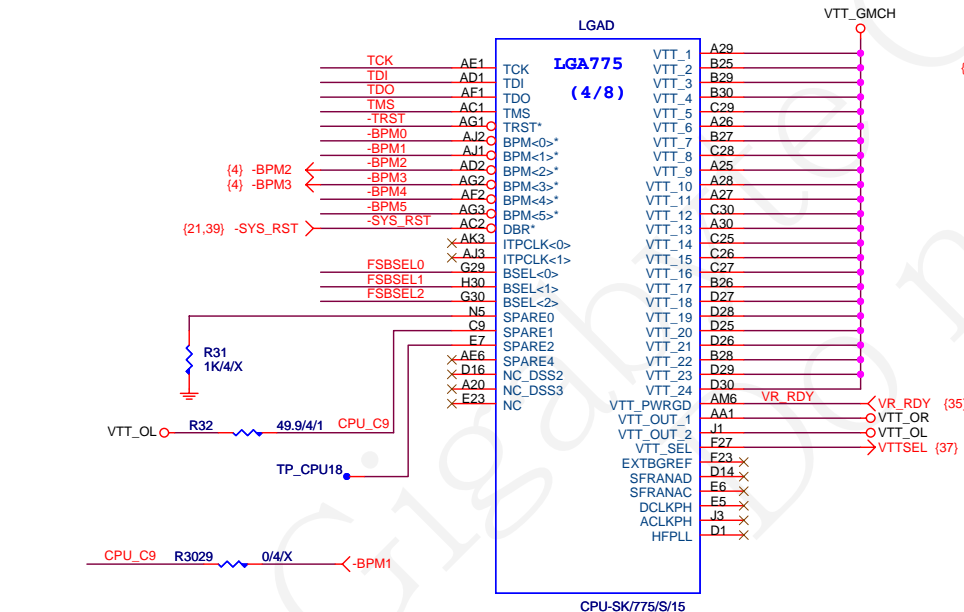 VTT_GMCH
LGAD
LGA775
(4/8)
TCK AE1 TCK
TDI AD1 TDI
TDO AF1 TDO
TMS AC1 TMS
-TRST AG1 TRST*
-BPM0 AJ2 BPM<0>*
-BPM1 AJ1 BPM<1>*
{4} -BPM2 -BPM2 AD2 BPM<2>*
{4} -BPM3 -BPM3 AG2 BPM<3>*
-BPM4 AF2 BPM<4>*
-BPM5 AG3 BPM<5>*
{21,39} -SYS_RST -SYS_RST AC2 DBR*
AK3 ITPCLK<0>
AJ3 ITPCLK<1>
FSBSEL0 G29 BSEL<0>
FSBSEL1 H30 BSEL<1>
FSBSEL2 G30 BSEL<2>
N5 SPARE0
C9 SPARE1
E7 SPARE2
AE6 SPARE4
D16 NC_DSS2
A20 NC_DSS3
E23 NC
VTT_1 A29
VTT_2 B25
VTT_3 B29
VTT_4 B30
VTT_5 C29
VTT_6 A26
VTT_7 B27
VTT_8 C28
VTT_9 A25
VTT_10 A28
VTT_11 A27
VTT_12 C30
VTT_13 A30
VTT_14 C25
VTT_15 C26
VTT_16 C27
VTT_17 B26
VTT_18 D27
VTT_19 D28
VTT_20 D25
VTT_21 D26
VTT_22 B28
VTT_23 D29
VTT_24 D30
VTT_PWRGD AM6 VR_RDY VR_RDY {35}
VTT_OUT_1 AA1 VTT_OR
VTT_OUT_2 J1 VTT_OL
VTT_SEL F27 VTTSEL {37}
EXTBGREF F23
SFRANAD D14
SFRANAC E6
DCLKPH E5
ACLKPH J3
HFPLL D1
R31
1K/4/X
VTT_OL R32 49.9/4/1 CPU_C9
TP_CPU18
CPU_C9 R3029 0/4/X -BPM1
CPU-SK/775/S/15
Gigabyte
Do n